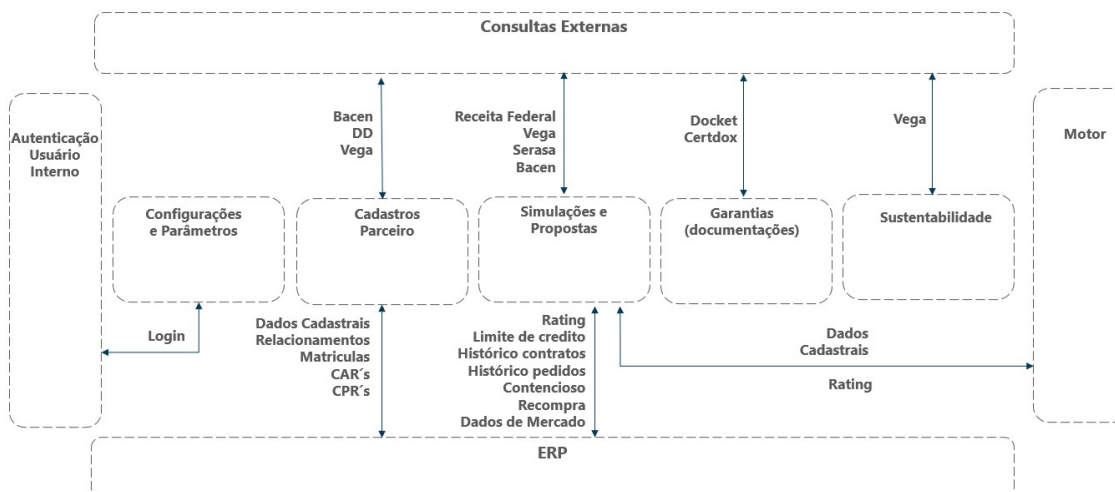 Consultas Externas
Autenticação
Usuário
Interno
Motor
Bacen
DD
Vega
Receita Federal
Vega
Serasa
Bacen
Docket
Certdox
Vega
Configurações
e Parâmetros
Cadastros
Parceiro
Simulações e
Propostas
Garantias
(documentações)
Sustentabilidade
Login
Dados Cadastrais
Relacionamentos
Matriculas
CAR´s
CPR´s
Rating
Limite de credito
Histórico contratos
Histórico pedidos
Contencioso
Recompra
Dados de Mercado
Dados
Cadastrais
Rating
ERP